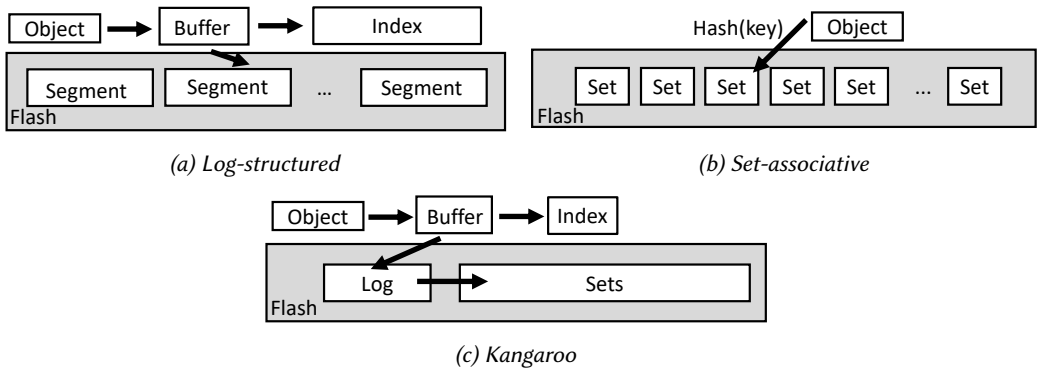 Object Buffer Index
Segment Segment ... Segment
Flash
(a) Log-structured
Hash(key) Object
Set Set Set Set Set ... Set
Flash
(b) Set-associative
Object Buffer Index
Log Sets
Flash
(c) Kangaroo